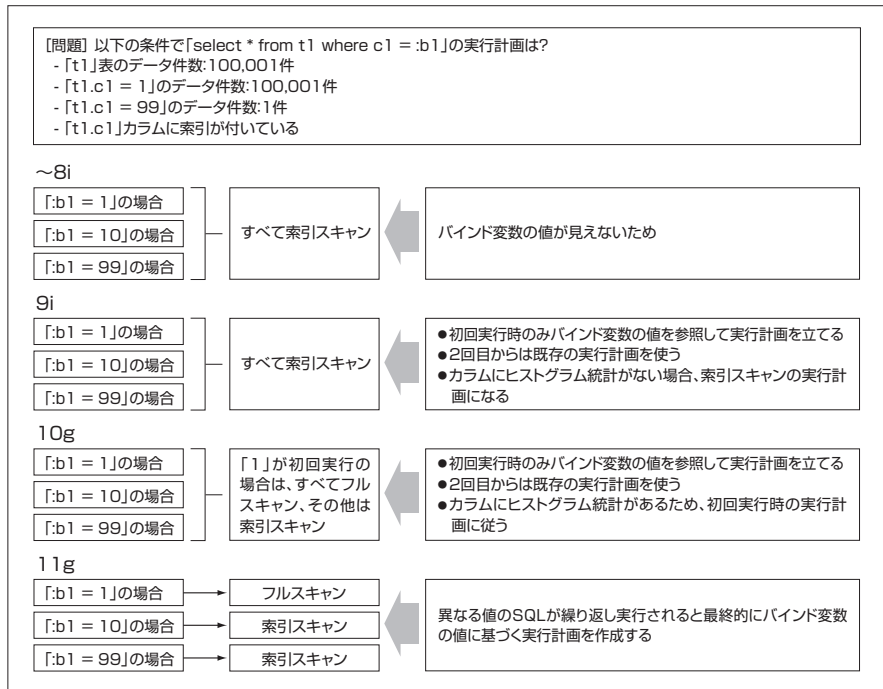 [問題] 以下の条件で「select * from t1 where c1 = :b1」の実行計画は?
- 「t1」表のデータ件数:100,001件
- 「t1.c1 = 1」のデータ件数:100,001件
- 「t1.c1 = 99」のデータ件数:1件
- 「t1.c1」カラムに索引が付いている
〜8i
「:b1 = 1」の場合
「:b1 = 10」の場合
「:b1 = 99」の場合
すべて索引スキャン
バインド変数の値が見えないため
9i
「:b1 = 1」の場合
「:b1 = 10」の場合
「:b1 = 99」の場合
すべて索引スキャン
●初回実行時のみバインド変数の値を参照して実行計画を立てる
●2回目からは既存の実行計画を使う
●カラムにヒストグラム統計がない場合、索引スキャンの実行計
画になる
10g
「:b1 = 1」の場合
「:b1 = 10」の場合
「:b1 = 99」の場合
「1」が初回実行の
場合は、すべてフル
スキャン、その他は
索引スキャン
●初回実行時のみバインド変数の値を参照して実行計画を立てる
●2回目からは既存の実行計画を使う
●カラムにヒストグラム統計があるため、初回実行時の実行計
画に従う
11g
「:b1 = 1」の場合
フルスキャン
「:b1 = 10」の場合
索引スキャン
「:b1 = 99」の場合
索引スキャン
異なる値のSQLが繰り返し実行されると最終的にバインド変数
の値に基づく実行計画を作成する